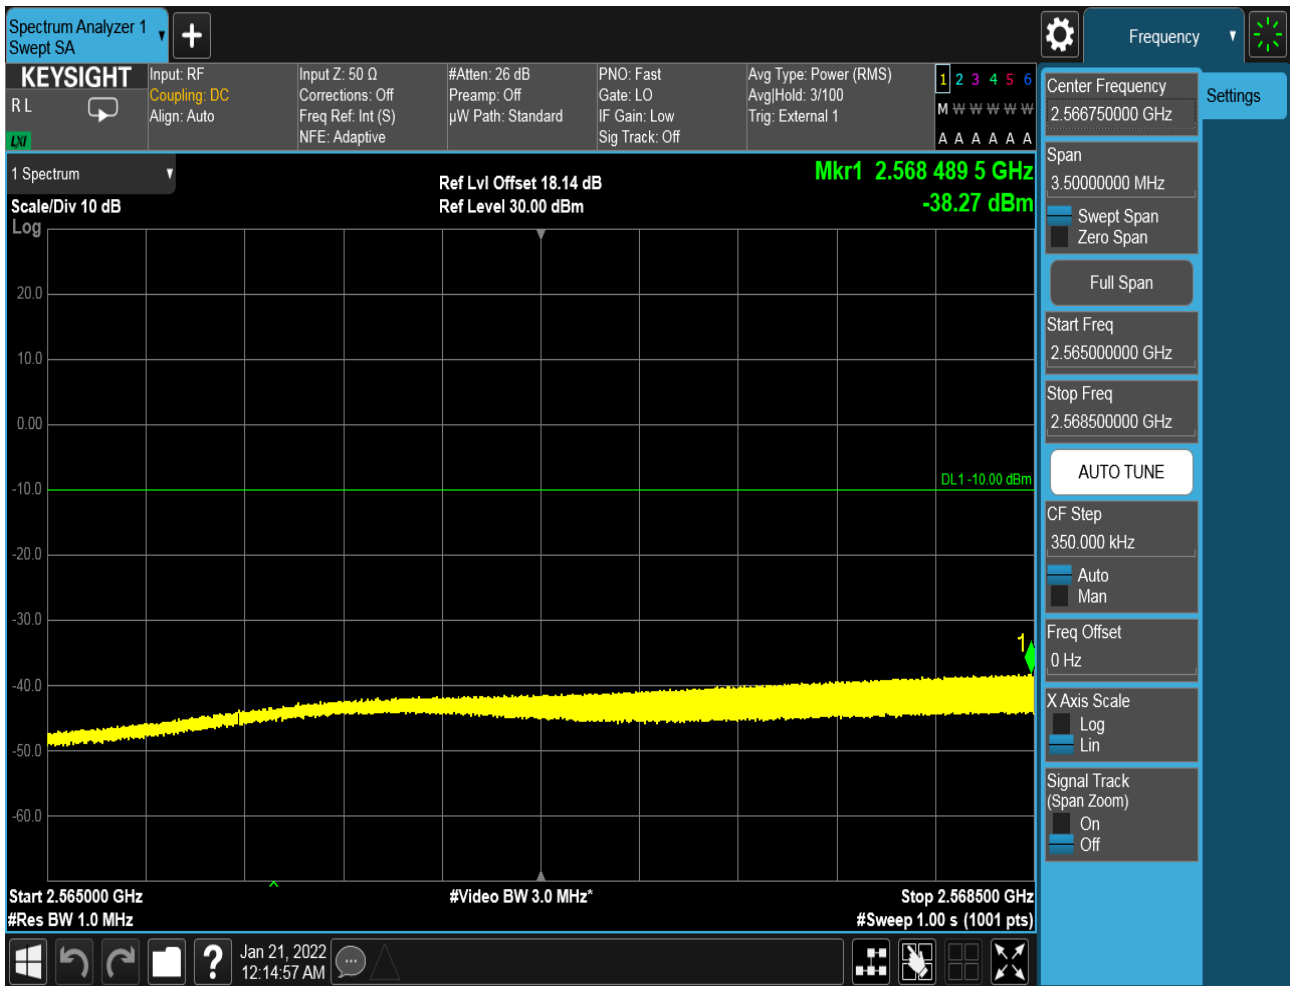 Spectrum Analyzer 1
Swept SA
Frequency
KEYSIGHT
R L
LXI
Input: RF
Coupling: DC
Align: Auto
Input Z: 50 Ω
Corrections: Off
Freq Ref: Int (S)
NFE: Adaptive
#Atten: 26 dB
Preamp: Off
µW Path: Standard
PNO: Fast
Gate: LO
IF Gain: Low
Sig Track: Off
Avg Type: Power (RMS)
Avg|Hold: 3/100
Trig: External 1
1 2 3 4 5 6
M W W W W W
A A A A A A
1 Spectrum
Scale/Div 10 dB
Log
Ref Lvl Offset 18.14 dB
Ref Level 30.00 dBm
Mkr1 2.568 489 5 GHz
-38.27 dBm
20.0
10.0
0.00
-10.0
DL1 -10.00 dBm
-20.0
-30.0
1
-40.0
-50.0
-60.0
Start 2.565000 GHz
#Res BW 1.0 MHz
#Video BW 3.0 MHz*
Stop 2.568500 GHz
#Sweep 1.00 s (1001 pts)
Jan 21, 2022
12:14:57 AM
Center Frequency
2.566750000 GHz
Settings
Span
3.50000000 MHz
Swept Span
Zero Span
Full Span
Start Freq
2.565000000 GHz
Stop Freq
2.568500000 GHz
AUTO TUNE
CF Step
350.000 kHz
Auto
Man
Freq Offset
0 Hz
X Axis Scale
Log
Lin
Signal Track
(Span Zoom)
On
Off